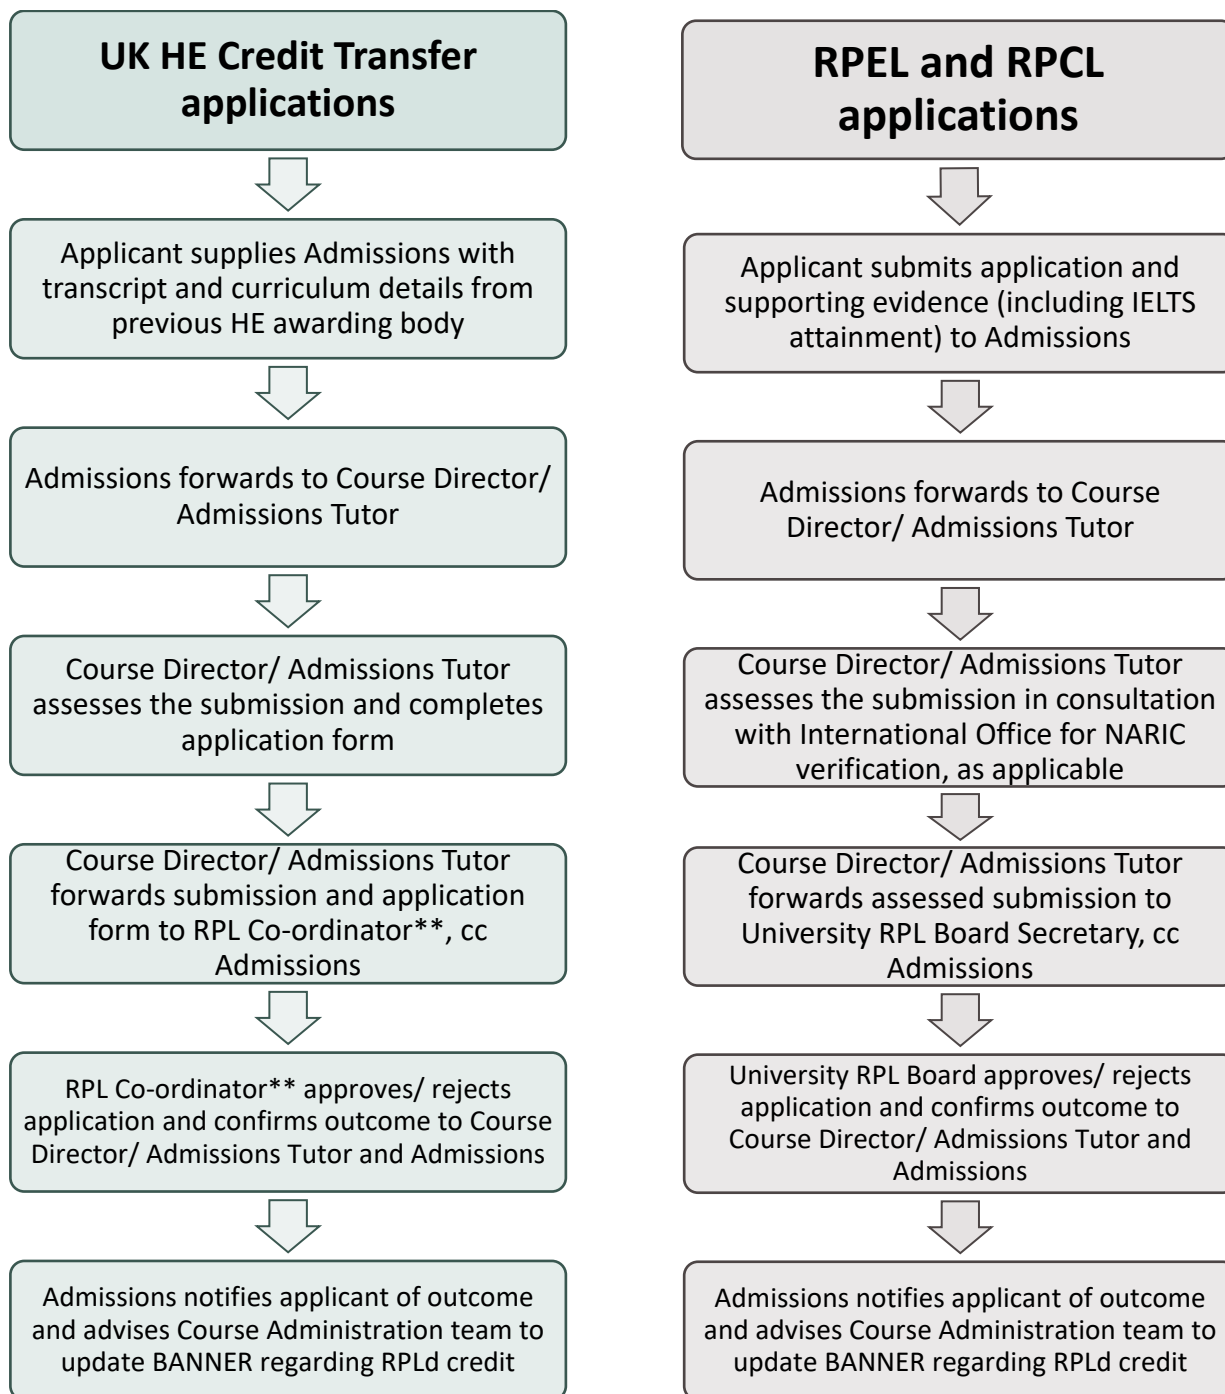 UK HE Credit Transfer
applications
Applicant supplies Admissions with
transcript and curriculum details from
previous HE awarding body
Admissions forwards to Course Director/
Admissions Tutor
Course Director/ Admissions Tutor
assesses the submission and completes
application form
Course Director/ Admissions Tutor
forwards submission and application
form to RPL Co-ordinator**, cc
Admissions
RPL Co-ordinator** approves/ rejects
application and confirms outcome to Course
Director/ Admissions Tutor and Admissions
Admissions notifies applicant of outcome
and advises Course Administration team to
update BANNER regarding RPLd credit
RPEL and RPCL
applications
Applicant submits application and
supporting evidence (including IELTS
attainment) to Admissions
Admissions forwards to Course
Director/ Admissions Tutor
Course Director/ Admissions Tutor
assesses the submission in consultation
with International Office for NARIC
verification, as applicable
Course Director/ Admissions Tutor
forwards assessed submission to
University RPL Board Secretary, cc
Admissions
University RPL Board approves/ rejects
application and confirms outcome to
Course Director/ Admissions Tutor and
Admissions
Admissions notifies applicant of outcome
and advises Course Administration team to
update BANNER regarding RPLd credit